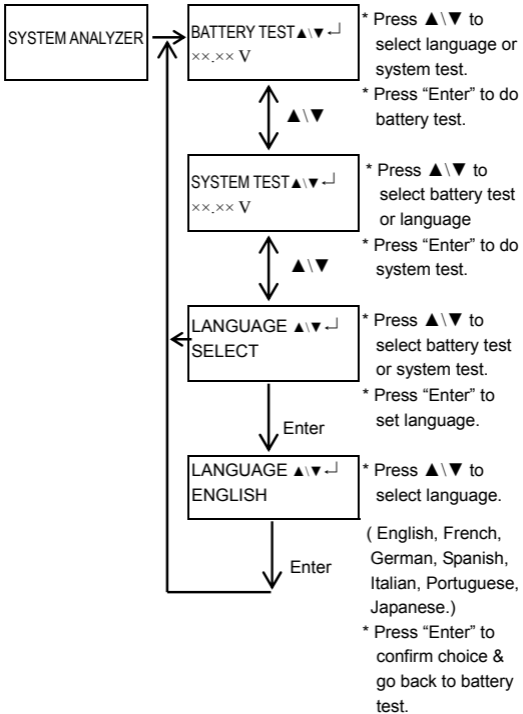 SYSTEM ANALYZER
BATTERY TEST▲\▼↵
××.×× V
* Press ▲\▼ to
select language or
system test.
* Press “Enter” to do
battery test.
▲\▼
SYSTEM TEST▲\▼↵
××.×× V
* Press ▲\▼ to
select battery test
or language
* Press “Enter” to do
system test.
▲\▼
LANGUAGE ▲\▼↵
SELECT
* Press ▲\▼ to
select battery test
or system test.
* Press “Enter” to
set language.
Enter
LANGUAGE ▲\▼↵
ENGLISH
* Press ▲\▼ to
select language.
( English, French,
German, Spanish,
Italian, Portuguese,
Japanese.)
Enter
* Press “Enter” to
confirm choice &
go back to battery
test.